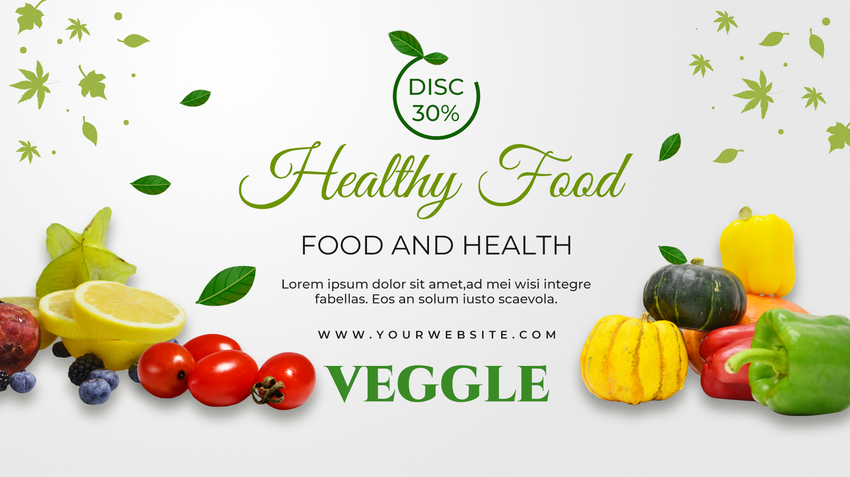 DISC
30%
Healthy Food
FOOD AND HEALTH
Lorem ipsum dolor sit amet,ad mei wisi integre
fabellas. Eos an solum iusto scaevola.
WWW.YOURWEBSITE.COM
VEGGLE